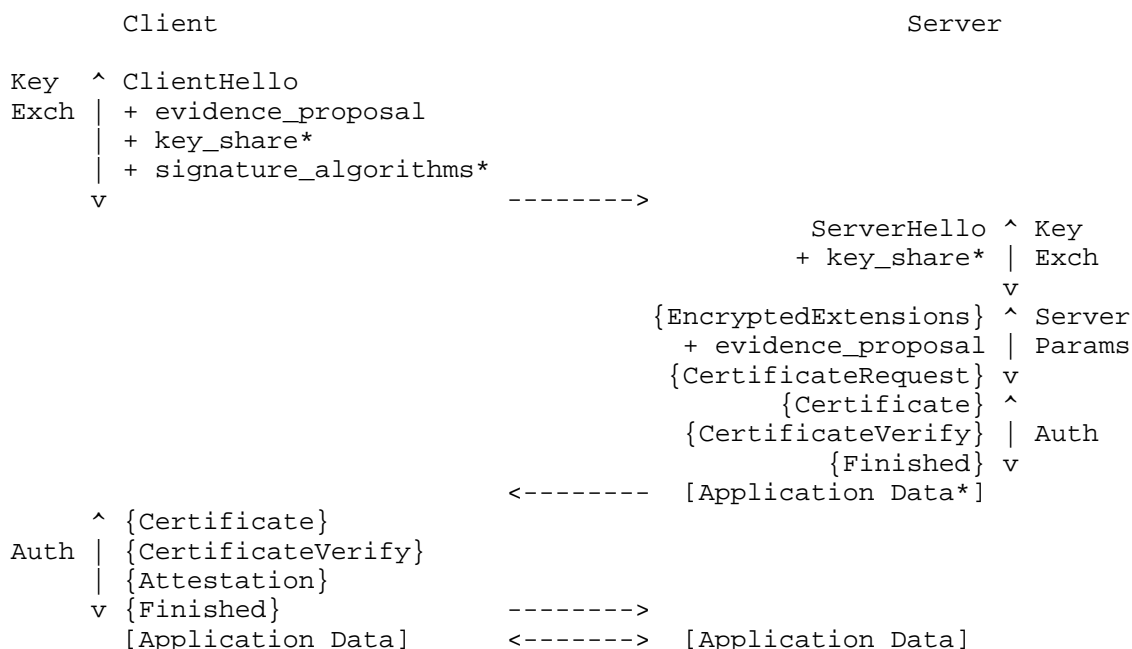 Client Server
Key ^ ClientHello
Exch | + evidence_proposal
| + key_share*
| + signature_algorithms*
v -------->
ServerHello ^ Key
+ key_share* | Exch
v
{EncryptedExtensions} ^ Server
+ evidence_proposal | Params
{CertificateRequest} v
{Certificate} ^
{CertificateVerify} | Auth
{Finished} v
<-------- [Application Data*]
^ {Certificate}
Auth | {CertificateVerify}
| {Attestation}
v {Finished} -------->
[Application Data] <-------> [Application Data]